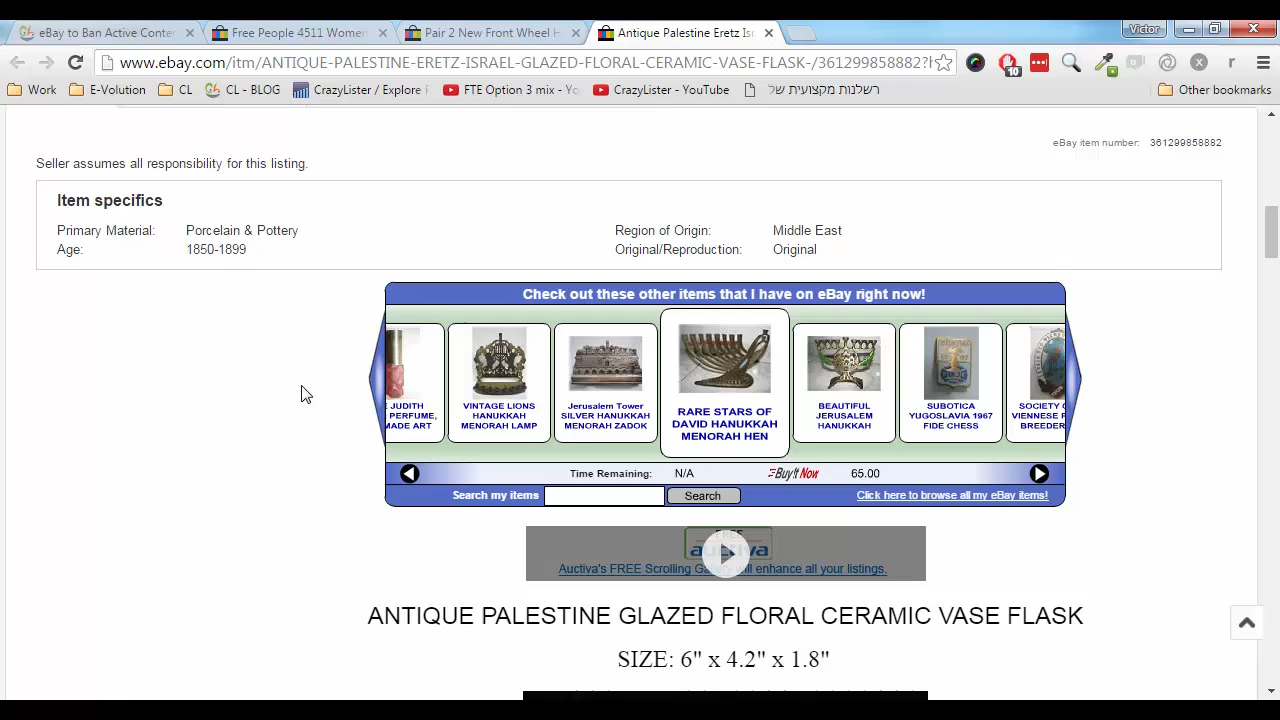 eBay to Ban Active Conter
Free People 4511 Women
Pair 2 New Front Wheel H
Antique Palestine Eretz Isr
Victor
www.ebay.com/itm/ANTIQUE-PALESTINE-ERETZ-ISRAEL-GLAZED-FLORAL-CERAMIC-VASE-FLASK-/361299858882?h
10
r
Work
E-Volution
CL
CL - BLOG
CrazyLister / Explore
FTE Option 3 mix - Yo
CrazyLister - YouTube
רשלנות מקצועית של
Other bookmarks
eBay item number: 361299858882
Seller assumes all responsibility for this listing.
Item specifics
Primary Material: Porcelain & Pottery
Region of Origin: Middle East
Age: 1850-1899
Original/Reproduction: Original
Check out these other items that I have on eBay right now!
E JUDITH
PERFUME,
MADE ART
VINTAGE LIONS
HANUKKAH
MENORAH LAMP
Jerusalem Tower
SILVER HANUKKAH
MENORAH ZADOK
RARE STARS OF
DAVID HANUKKAH
MENORAH HEN
BEAUTIFUL
JERUSALEM
HANUKKAH
SUBOTICA
YUGOSLAVIA 1967
FIDE CHESS
SOCIETY O
VIENNESE P
BREEDER
Time Remaining: N/A
Buy It Now 65.00
Search my items
Search
Click here to browse all my eBay items!
FREE
auctiva
Auctiva's FREE Scrolling Gallery will enhance all your listings.
ANTIQUE PALESTINE GLAZED FLORAL CERAMIC VASE FLASK
SIZE: 6" x 4.2" x 1.8"